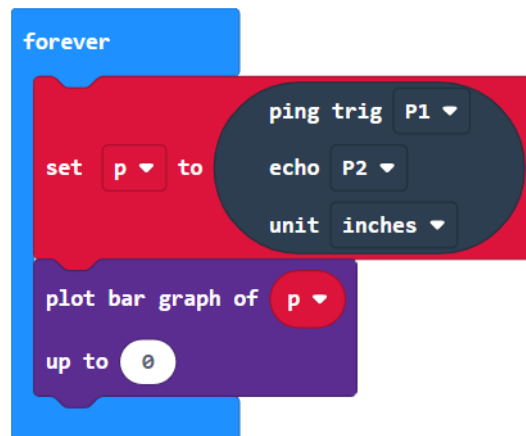 forever
ping trig P1
set p to echo P2
unit inches
plot bar graph of p
up to 0